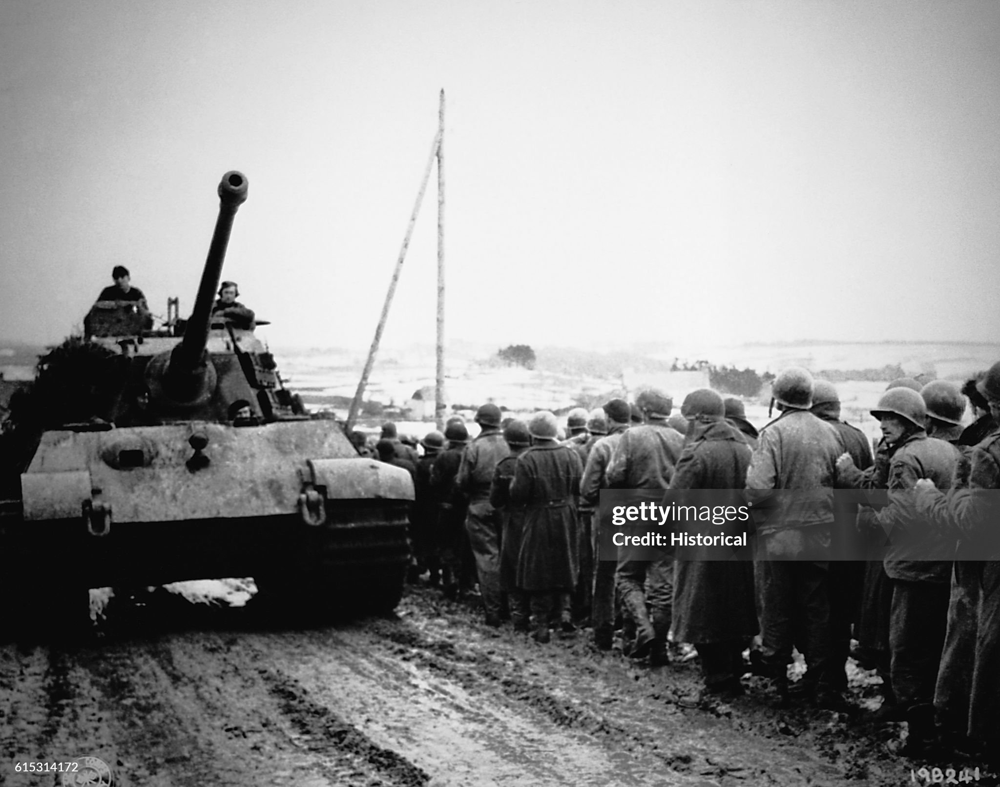 gettyimages®
Credit: Historical
615314172
198241